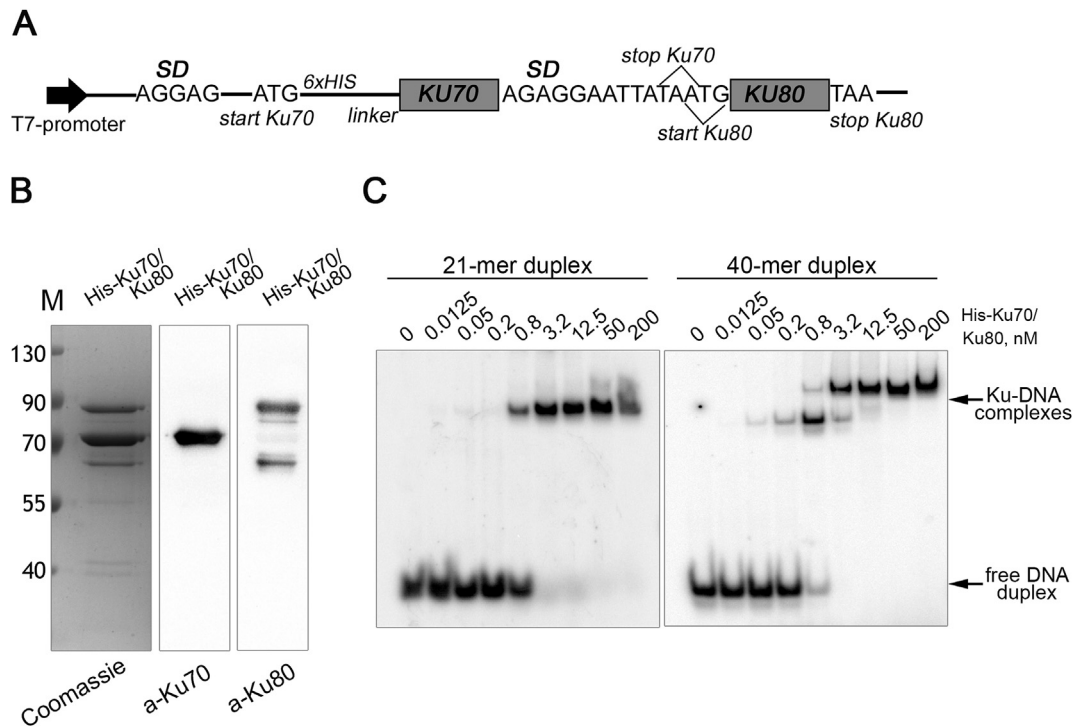 A
SD
SD
stop Ku70
AGGAG
ATG
6xHIS
KU70
AGAGGAATTATAATG
KU80
TAA
T7-promoter
start Ku70
linker
start Ku80
stop Ku80
B
M
His-Ku70/
Ku80
His-Ku70/
Ku80
His-Ku70/
Ku80
130
90
70
55
40
Coomassie
a-Ku70
a-Ku80
C
21-mer duplex
40-mer duplex
0 0.0125 0.05 0.2 0.8 3.2 12.5 50 200
0 0.0125 0.05 0.2 0.8 3.2 12.5 50 200
His-Ku70/
Ku80, nM
Ku-DNA
complexes
free DNA
duplex